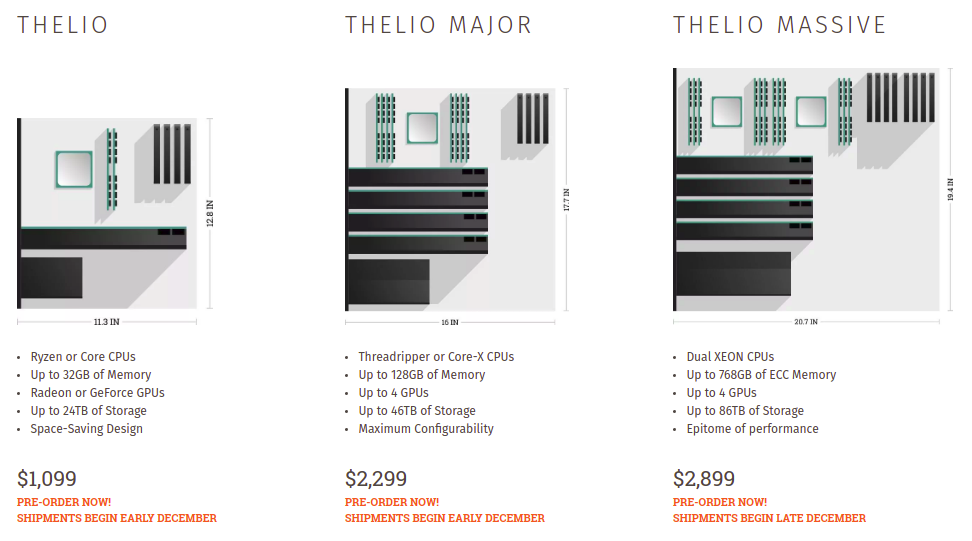 THELIO
12.8 IN
11.3 IN
• Ryzen or Core CPUs
• Up to 32GB of Memory
• Radeon or GeForce GPUs
• Up to 24TB of Storage
• Space-Saving Design
$1,099
PRE-ORDER NOW!
SHIPMENTS BEGIN EARLY DECEMBER
THELIO MAJOR
17.7 IN
16 IN
• Threadripper or Core-X CPUs
• Up to 128GB of Memory
• Up to 4 GPUs
• Up to 46TB of Storage
• Maximum Configurability
$2,299
PRE-ORDER NOW!
SHIPMENTS BEGIN EARLY DECEMBER
THELIO MASSIVE
19.4 IN
20.7 IN
• Dual XEON CPUs
• Up to 768GB of ECC Memory
• Up to 4 GPUs
• Up to 86TB of Storage
• Epitome of performance
$2,899
PRE-ORDER NOW!
SHIPMENTS BEGIN LATE DECEMBER